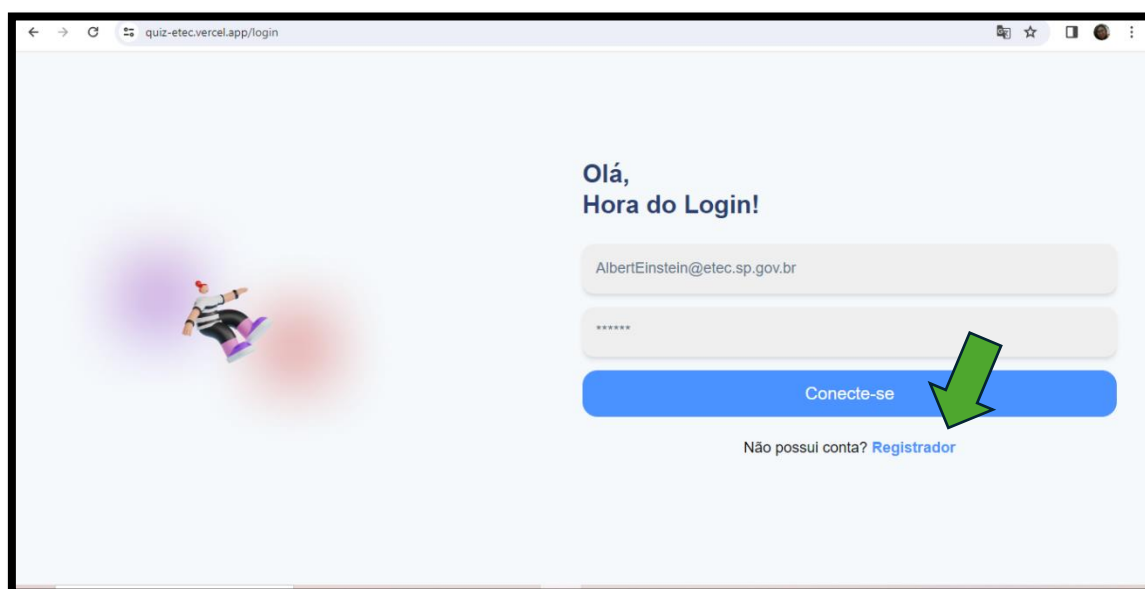 quiz-etec.vercel.app/login
Olá,
Hora do Login!
AlbertEinstein@etec.sp.gov.br
******
Conecte-se
Não possui conta? Registrador